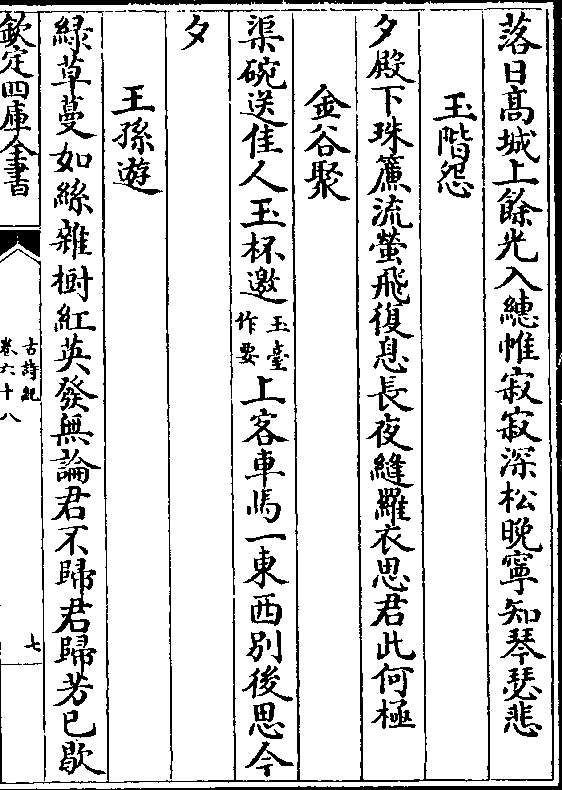 落日髙城上餘光入繐帷寂寂深松晚寧知琴瑟悲
玉階怨
夕殿下珠簾流螢飛復息長夜縫羅衣思君此何極
金谷聚
渠碗送佳人玉杯邀玉臺作要上客車馬一東西别後思今
夕
王孫遊
緑草蔓如絲雜樹紅英發無論君不歸君歸芳已歇
欽定四庫全書
古詩紀
卷六十八
七